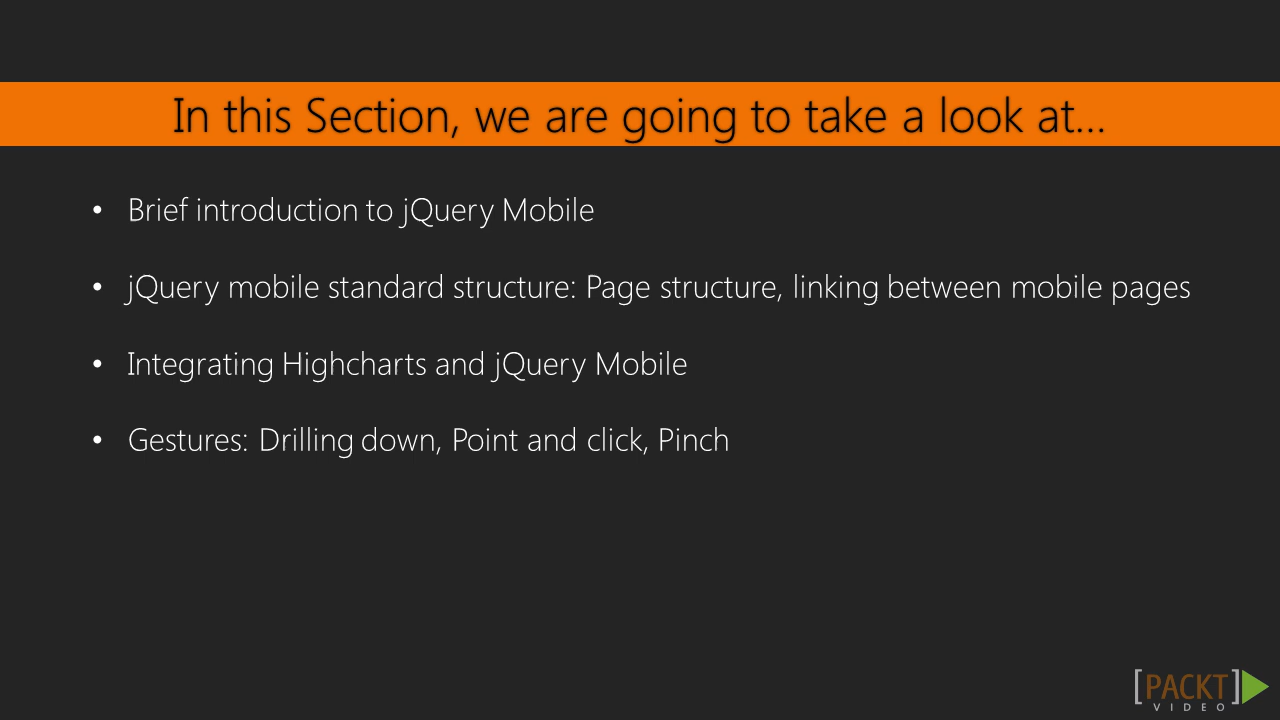 In this Section, we are going to take a look at...
• Brief introduction to jQuery Mobile
• jQuery mobile standard structure: Page structure, linking between mobile pages
• Integrating Highcharts and jQuery Mobile
• Gestures: Drilling down, Point and click, Pinch
[PACKT]
VIDEO